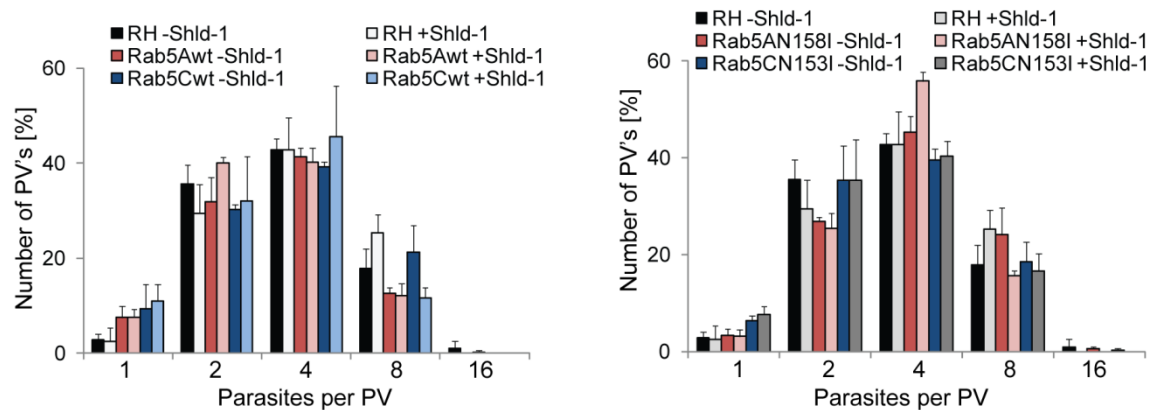 RH -Shld-1 RH +Shld-1
Rab5Awt -Shld-1 Rab5Awt +Shld-1
Rab5Cwt -Shld-1 Rab5Cwt +Shld-1
Number of PV's [%]
60
40
20
0
1 2 4 8 16
Parasites per PV
RH -Shld-1 RH +Shld-1
Rab5AN158I -Shld-1 Rab5AN158I +Shld-1
Rab5CN153I -Shld-1 Rab5CN153I +Shld-1
Number of PV's [%]
60
40
20
0
1 2 4 8 16
Parasites per PV